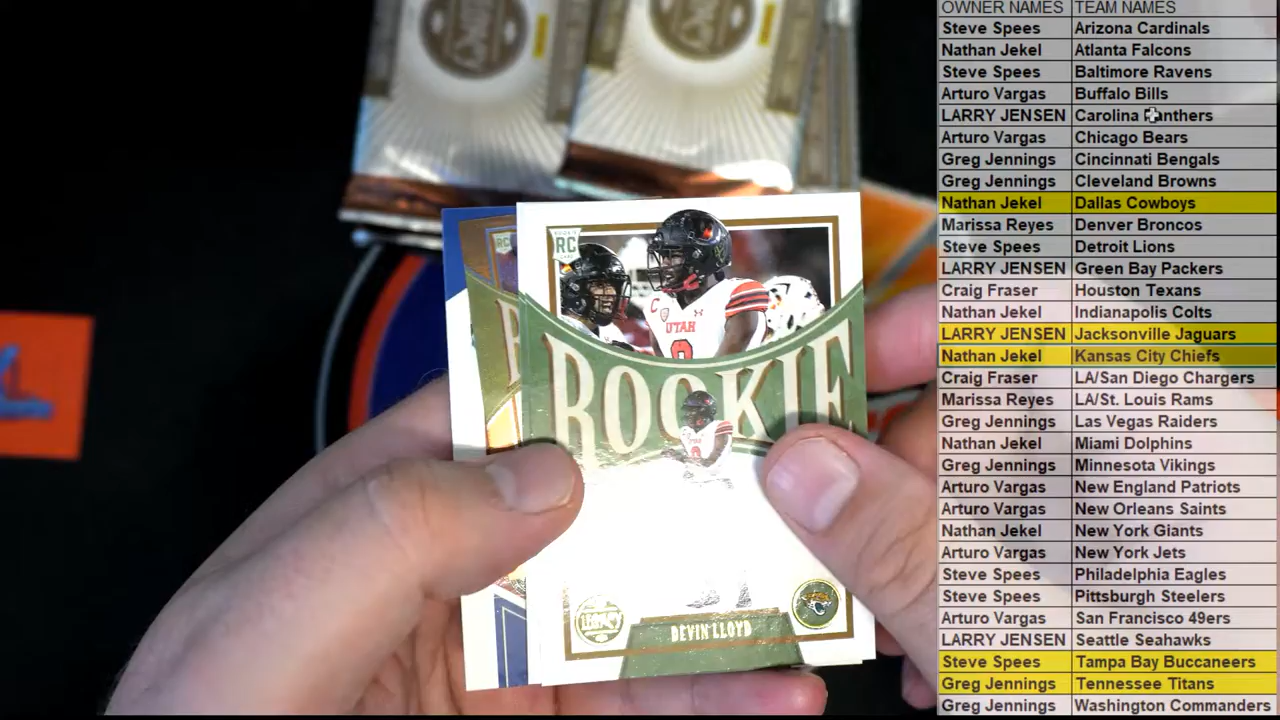 RC
RC
UTAH
ROOKIE
LEGACY
DEVIN LLOYD
OWNER NAMES TEAM NAMES
Steve Spees Arizona Cardinals
Nathan Jekel Atlanta Falcons
Steve Spees Baltimore Ravens
Arturo Vargas Buffalo Bills
LARRY JENSEN Carolina Panthers
Arturo Vargas Chicago Bears
Greg Jennings Cincinnati Bengals
Greg Jennings Cleveland Browns
Nathan Jekel Dallas Cowboys
Marissa Reyes Denver Broncos
Steve Spees Detroit Lions
LARRY JENSEN Green Bay Packers
Craig Fraser Houston Texans
Nathan Jekel Indianapolis Colts
LARRY JENSEN Jacksonville Jaguars
Nathan Jekel Kansas City Chiefs
Craig Fraser LA/San Diego Chargers
Marissa Reyes LA/St. Louis Rams
Greg Jennings Las Vegas Raiders
Nathan Jekel Miami Dolphins
Greg Jennings Minnesota Vikings
Arturo Vargas New England Patriots
Arturo Vargas New Orleans Saints
Nathan Jekel New York Giants
Arturo Vargas New York Jets
Steve Spees Philadelphia Eagles
Steve Spees Pittsburgh Steelers
Arturo Vargas San Francisco 49ers
LARRY JENSEN Seattle Seahawks
Steve Spees Tampa Bay Buccaneers
Greg Jennings Tennessee Titans
Greg Jennings Washington Commanders